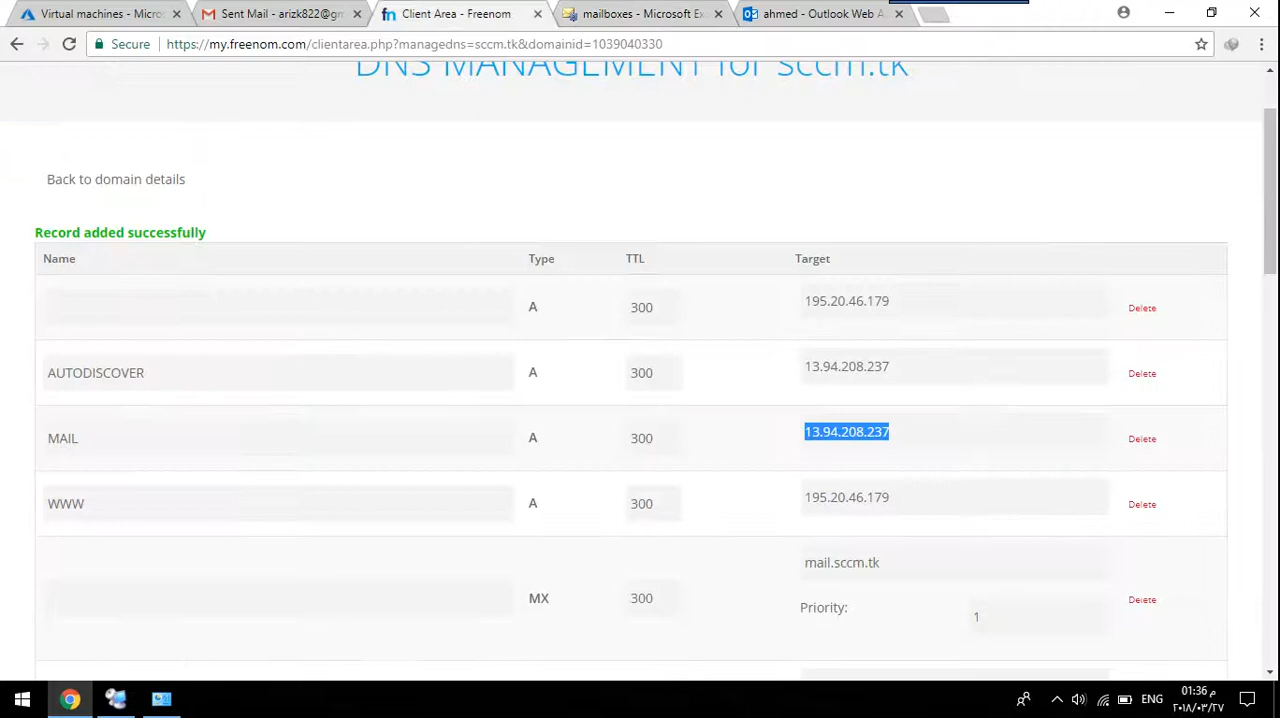 Virtual machines - Micro
Sent Mail - arizk822@gm
Client Area - Freenom
mailboxes - Microsoft Ex
ahmed - Outlook Web A
Secure
https://my.freenom.com/clientarea.php?managedns=sccm.tk&domainid=1039040330
DNS MANAGEMENT for sccm.tk
Back to domain details
Record added successfully
Name Type TTL Target
A 300 195.20.46.179 Delete
AUTODISCOVER A 300 13.94.208.237 Delete
MAIL A 300 13.94.208.237 Delete
WWW A 300 195.20.46.179 Delete
mail.sccm.tk
MX 300 Delete
Priority: 1
ENG
01:36 م
٢٠١٨/٠٣/٢٧